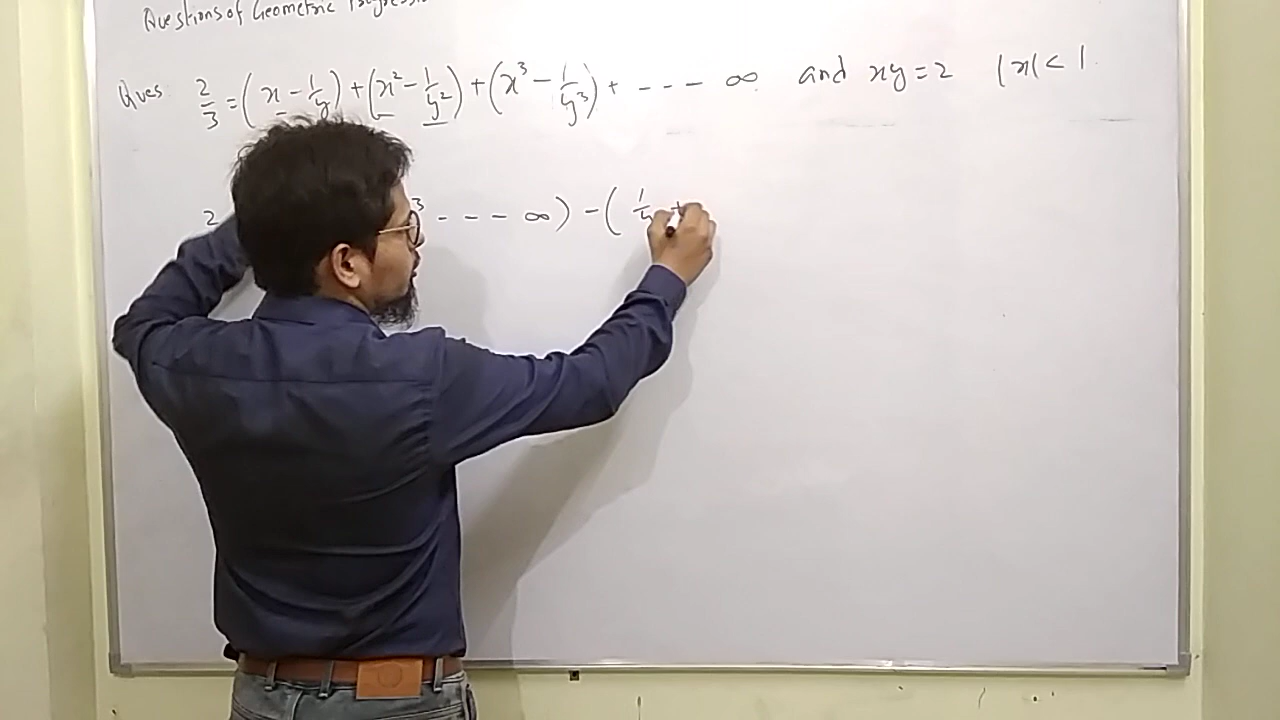 Questions of Geometric Progress
Ques 2/3 = (x - 1/y) + (x² - 1/y²) + (x³ - 1/y³) + --- ∞ and xy = 2 |x| < 1
2 ³ --- ∞) - (1/y +